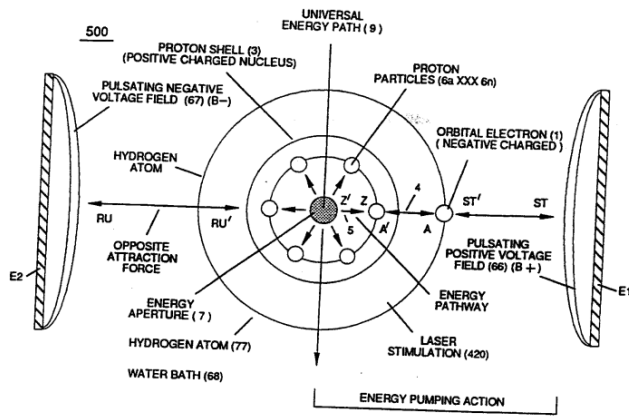 500
UNIVERSAL
ENERGY PATH (9)
PROTON SHELL (3)
(POSITIVE CHARGED NUCLEUS)
PROTON
PARTICLES (6a XXX 6n)
PULSATING NEGATIVE
VOLTAGE FIELD (67) (B−)
ORBITAL ELECTRON (1)
( NEGATIVE CHARGED )
HYDROGEN
ATOM
Z′ Z 4 ST′ ST
RU RU′ A′ A
5
OPPOSITE
ATTRACTION
FORCE
PULSATING
POSITIVE VOLTAGE
FIELD (66) (B +)
E2
E1
ENERGY
APERTURE ( 7 )
ENERGY
PATHWAY
HYDROGEN ATOM (77)
LASER
STIMULATION (420)
WATER BATH (68)
ENERGY PUMPING ACTION